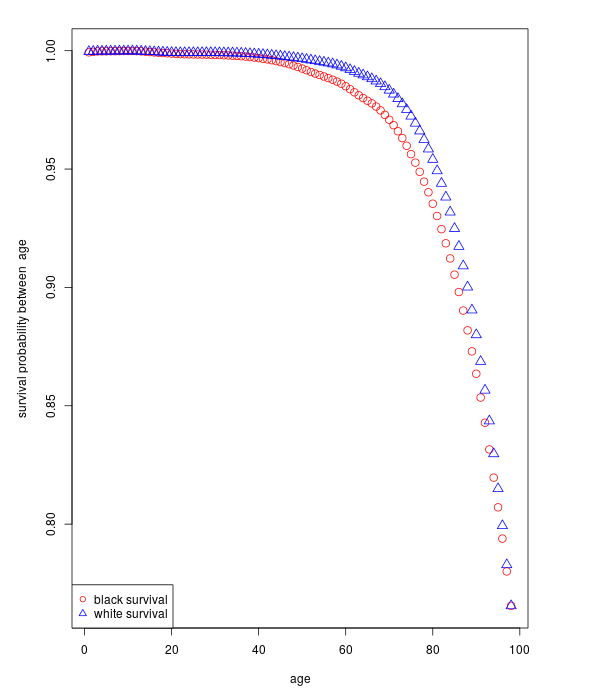 1.00
0.95
0.90
0.85
0.80
survival probability between  age
black survival
white survival
0 20 40 60 80 100
age